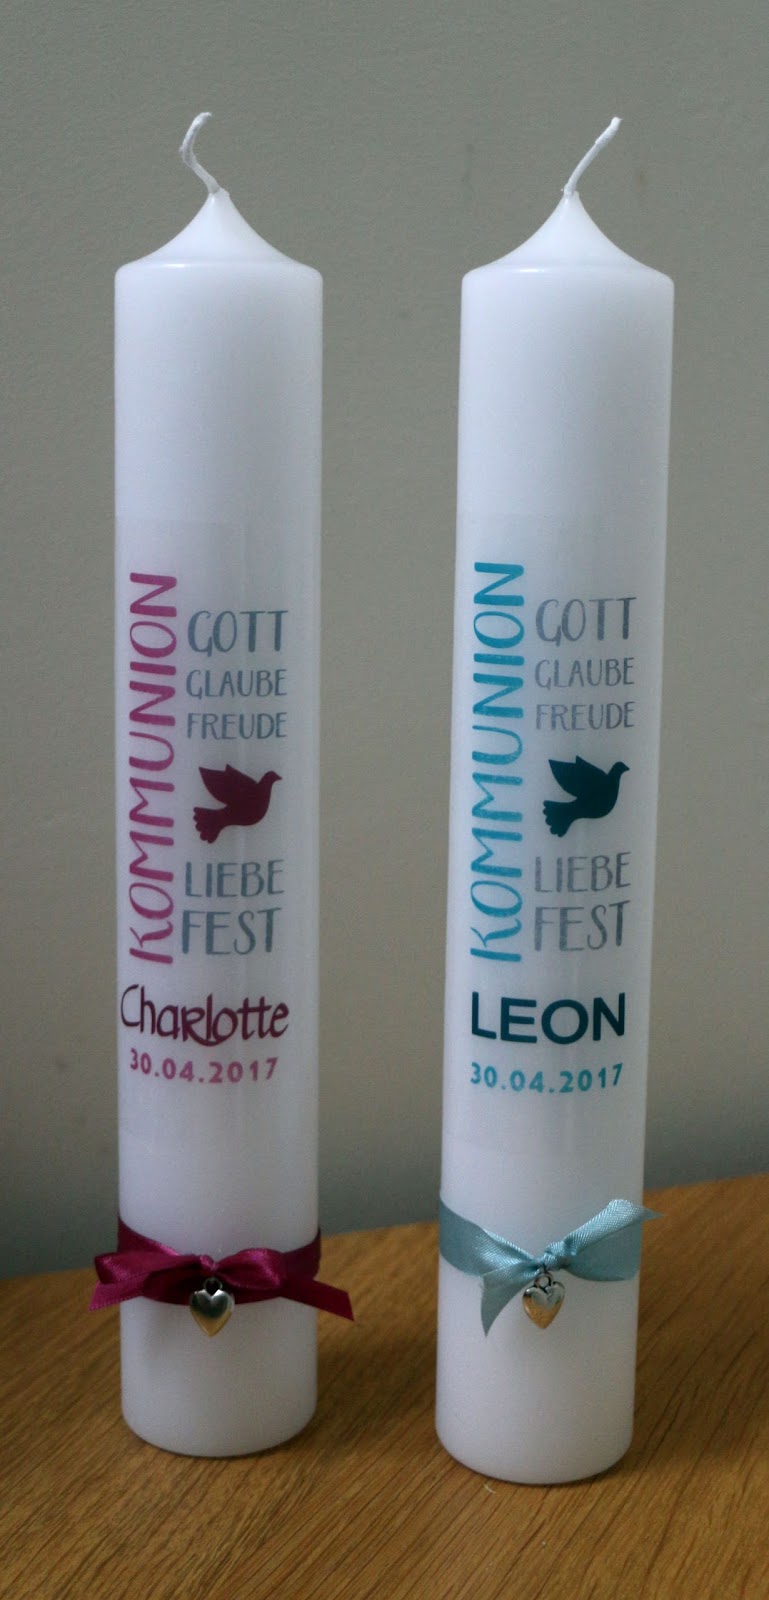 KOMMUNION
GOTT
GLAUBE
FREUDE
LIEBE
FEST
Charlotte
30.04.2017
KOMMUNION
GOTT
GLAUBE
FREUDE
LIEBE
FEST
LEON
30.04.2017